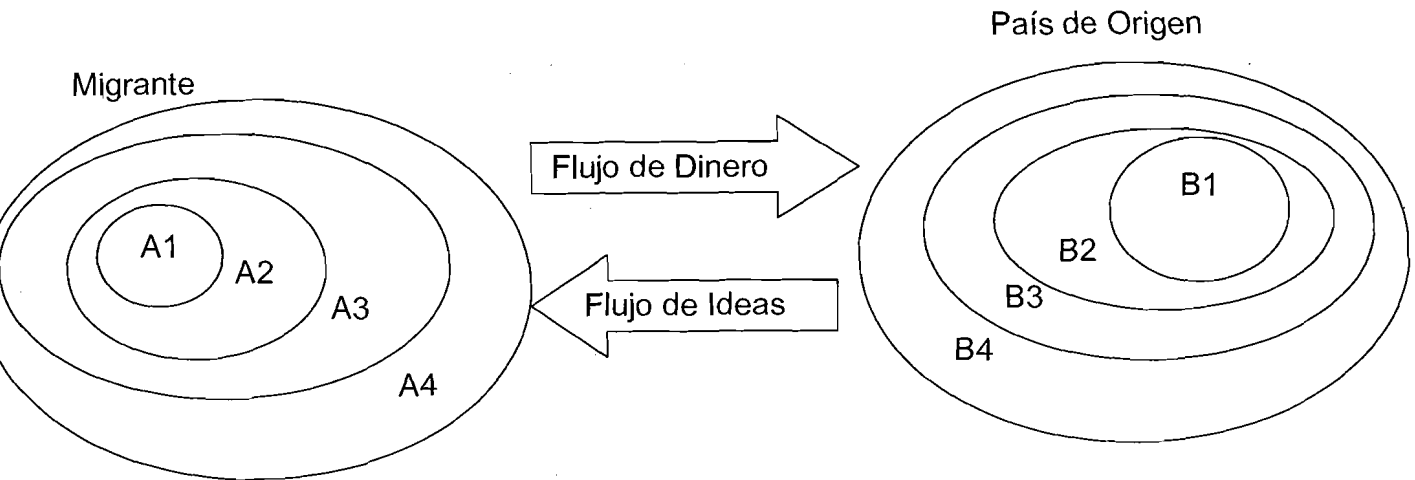 País de Origen
Migrante
Flujo de Dinero
B1
A1
A2
B2
A3
Flujo de Ideas
B3
B4
A4